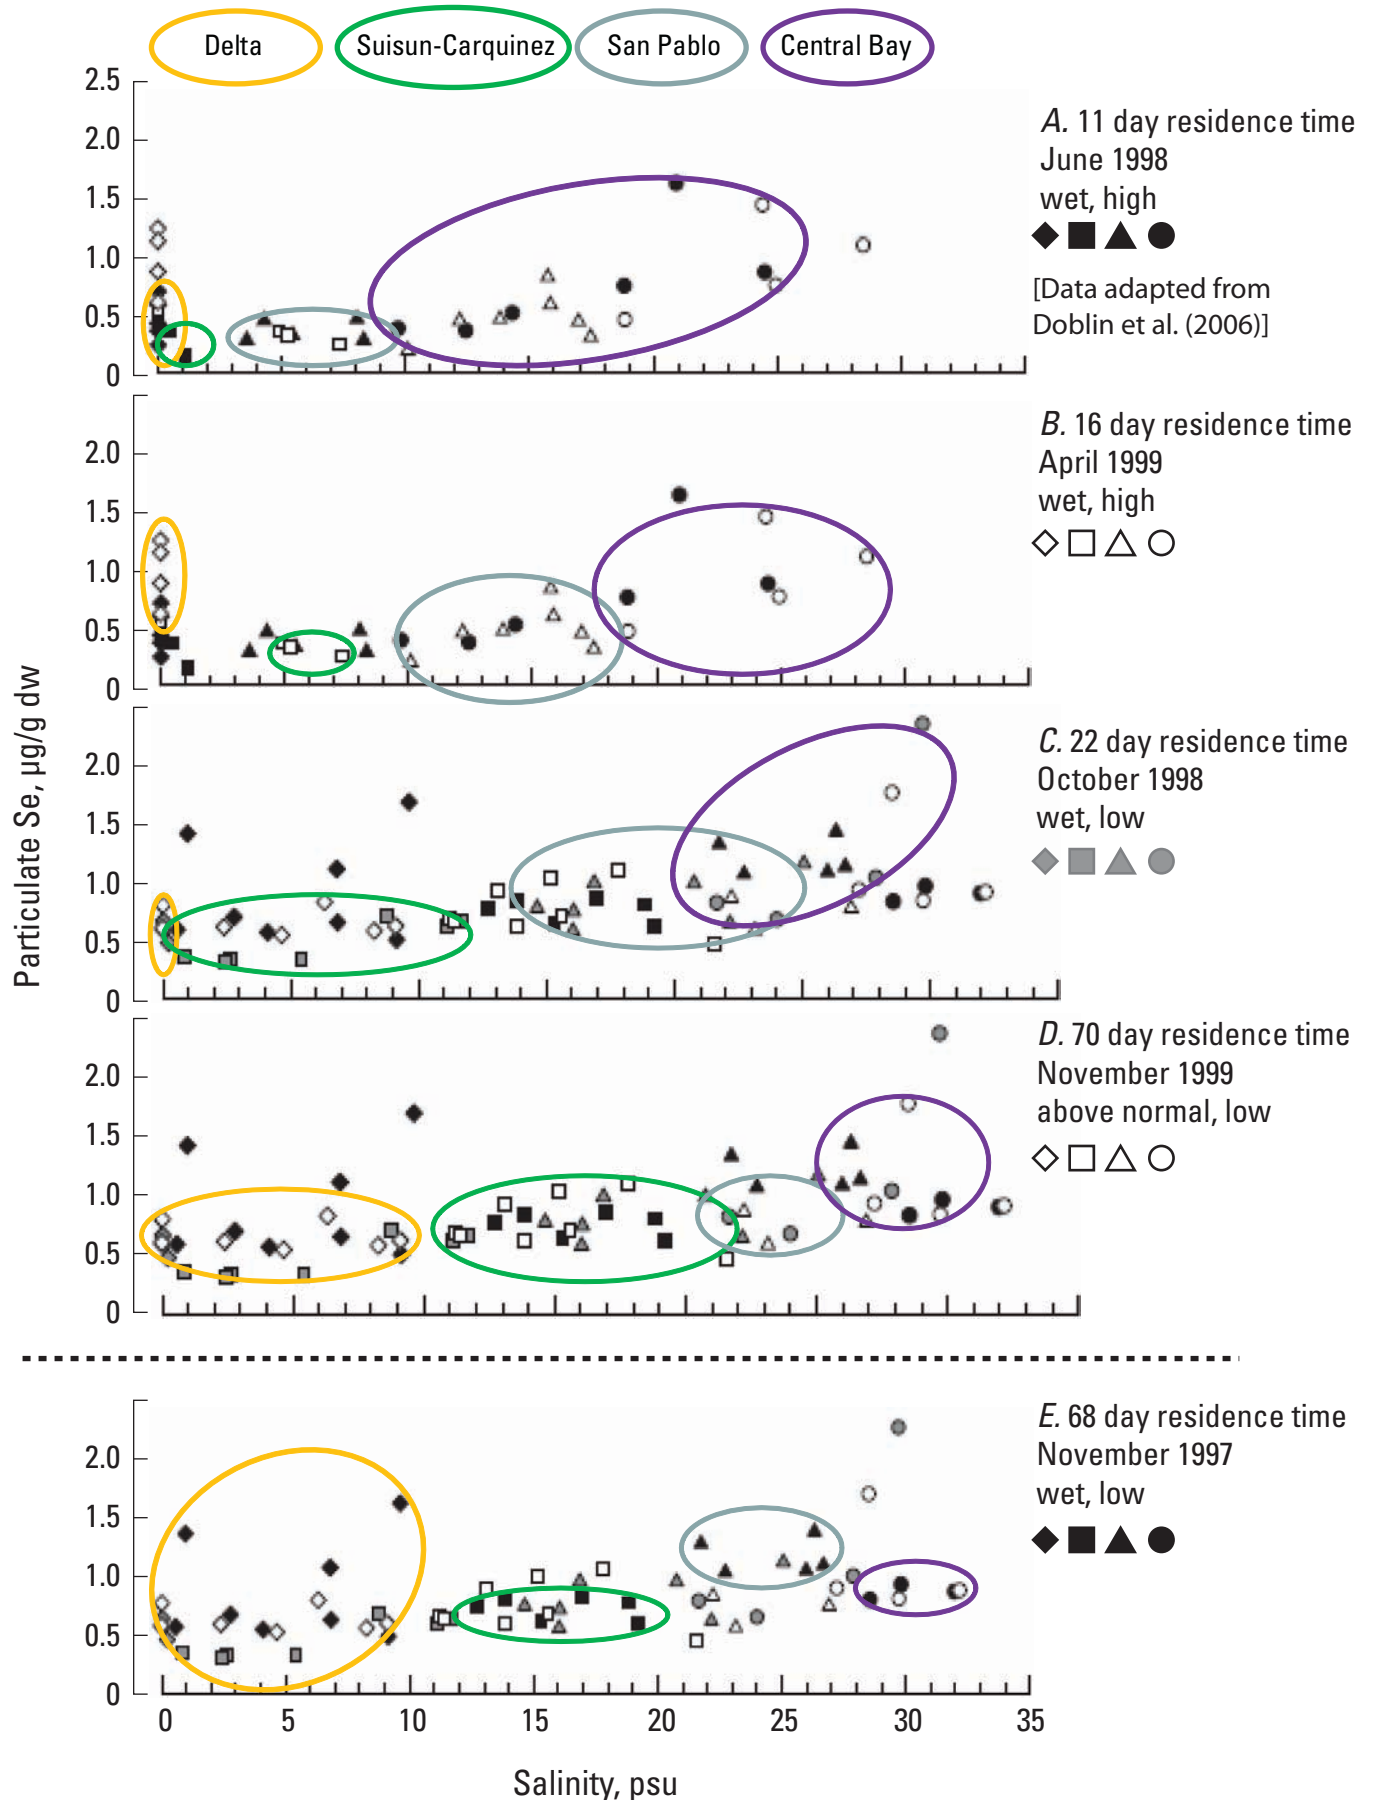 Delta Suisun-Carquinez San Pablo Central Bay
Particulate Se, µg/g dw
2.5
2.0
1.5
1.0
0.5
0
A. 11 day residence time
June 1998
wet, high
[Data adapted from
Doblin et al. (2006)]
2.0
1.5
1.0
0.5
0
B. 16 day residence time
April 1999
wet, high
2.0
1.5
1.0
0.5
0
C. 22 day residence time
October 1998
wet, low
2.0
1.5
1.0
0.5
0
D. 70 day residence time
November 1999
above normal, low
2.0
1.5
1.0
0.5
0
E. 68 day residence time
November 1997
wet, low
0 5 10 15 20 25 30 35
Salinity, psu